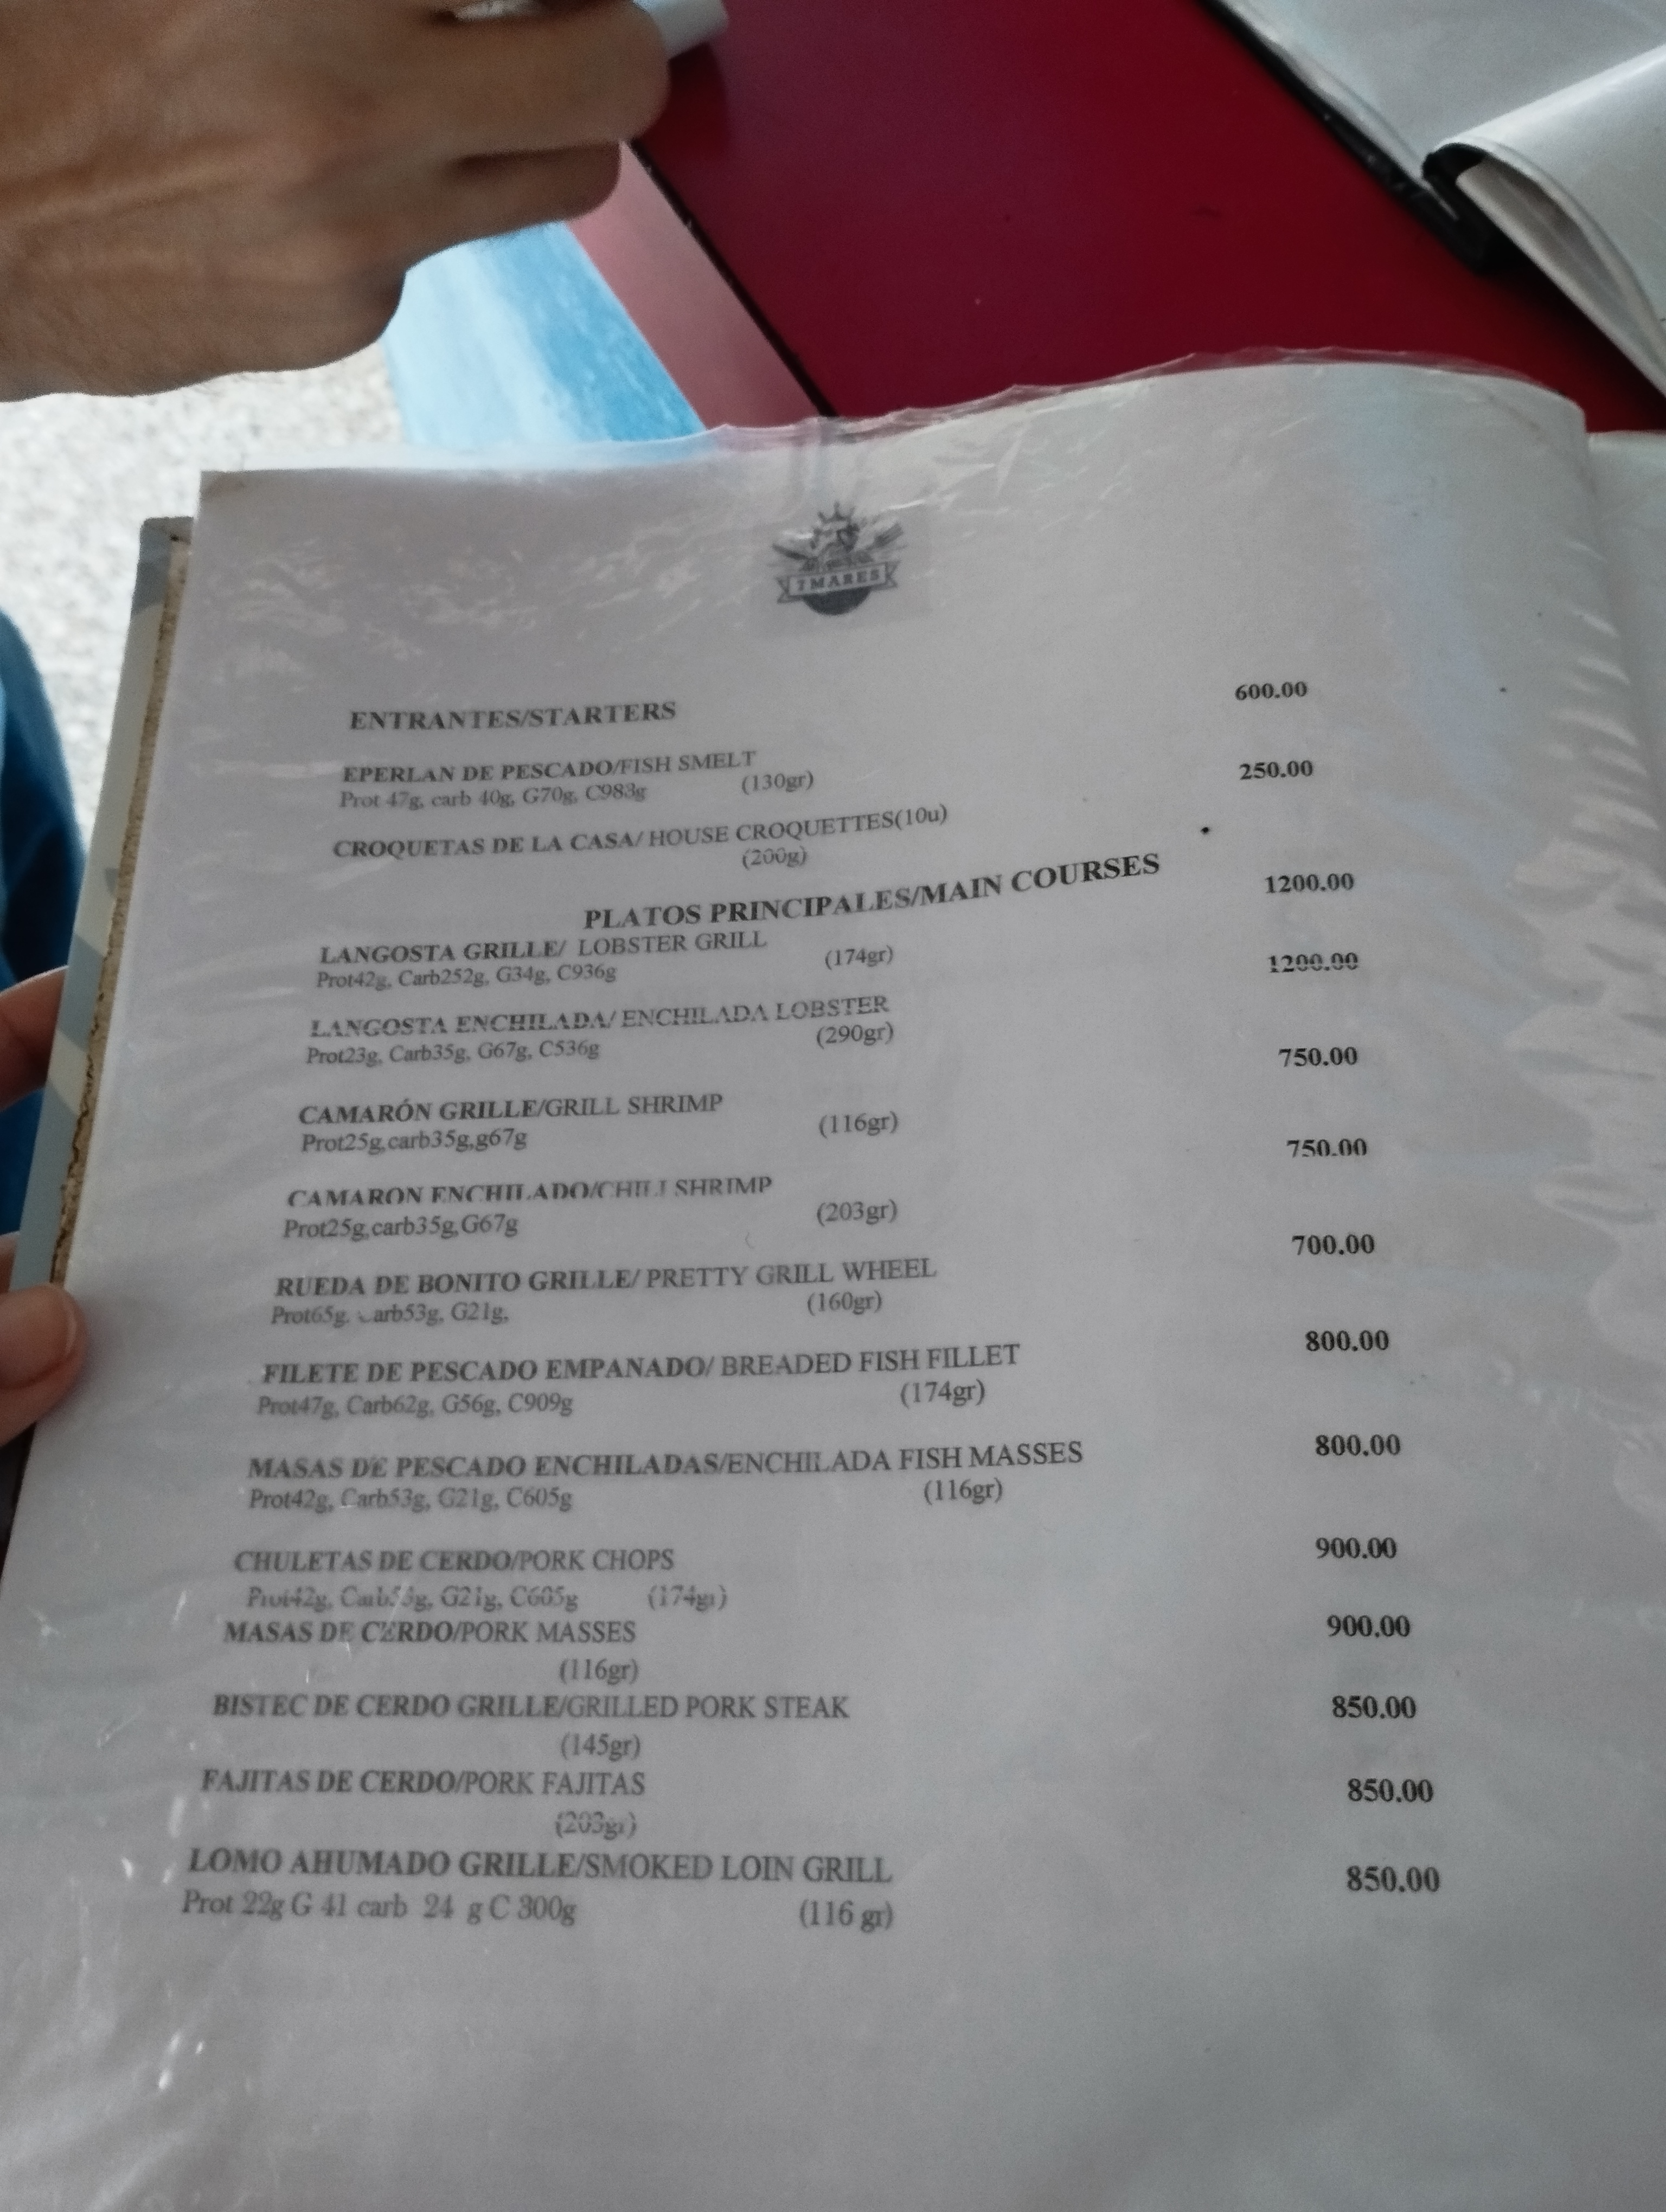 7 MARES
ENTRANTES/STARTERS
600.00
EPERLAN DE PESCADO/FISH SMELT
Prot 47g, carb 40g, G70g, C983g (130gr)
250.00
CROQUETAS DE LA CASA/ HOUSE CROQUETTES(10u)
(200g)
PLATOS PRINCIPALES/MAIN COURSES
1200.00
LANGOSTA GRILLE/ LOBSTER GRILL
Prot42g, Carb252g, G34g, C936g (174gr)
1200.00
LANGOSTA ENCHILADA/ ENCHILADA LOBSTER
Prot23g, Carb35g, G67g, C536g (290gr)
750.00
CAMARÓN GRILLE/GRILL SHRIMP
Prot25g,carb35g,g67g (116gr)
750.00
CAMARON ENCHILADO/CHILI SHRIMP
Prot25g,carb35g,G67g (203gr)
700.00
RUEDA DE BONITO GRILLE/ PRETTY GRILL WHEEL
Prot65g. arb53g, G21g, (160gr)
800.00
FILETE DE PESCADO EMPANADO/ BREADED FISH FILLET
Prot47g, Carb62g, G56g, C909g (174gr)
800.00
MASAS DE PESCADO ENCHILADAS/ENCHILADA FISH MASSES
Prot42g, Carb53g, G21g, C605g (116gr)
900.00
CHULETAS DE CERDO/PORK CHOPS
Prot42g, Carb53g, G21g, C605g (174gr)
900.00
MASAS DE CERDO/PORK MASSES
(116gr)
850.00
BISTEC DE CERDO GRILLE/GRILLED PORK STEAK
(145gr)
850.00
FAJITAS DE CERDO/PORK FAJITAS
(203gr)
850.00
LOMO AHUMADO GRILLE/SMOKED LOIN GRILL
Prot 22g G 41 carb 24 g C 300g (116 gr)